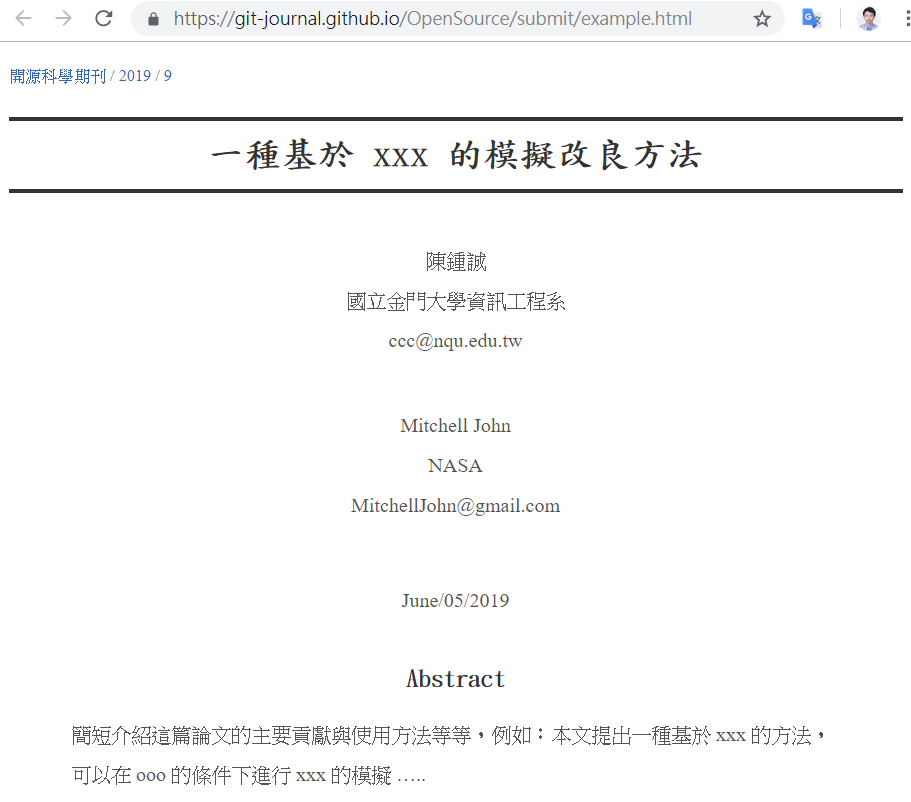 https://git-journal.github.io/OpenSource/submit/example.html
開源科學期刊 / 2019 / 9
一種基於 xxx 的模擬改良方法
陳鍾誠
國立金門大學資訊工程系
ccc@nqu.edu.tw
Mitchell John
NASA
MitchellJohn@gmail.com
June/05/2019
Abstract
簡短介紹這篇論文的主要貢獻與使用方法等等，例如：本文提出一種基於 xxx 的方法，
可以在 ooo 的條件下進行 xxx 的模擬 …..